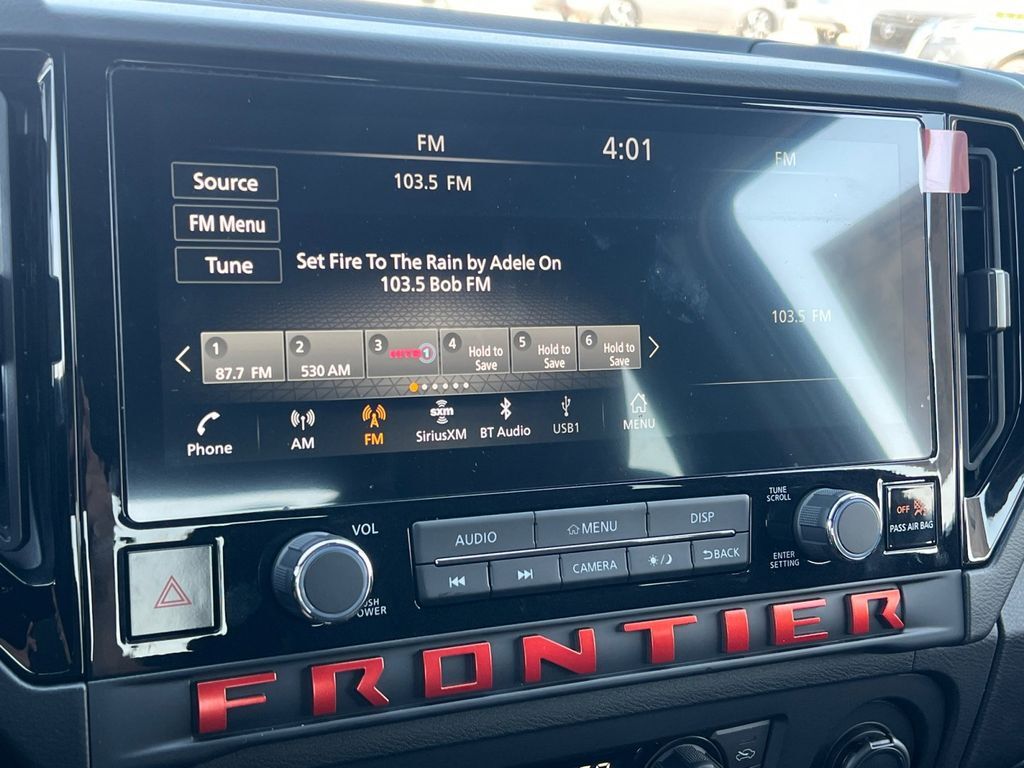 FM
4:01
FM
Source
103.5 FM
FM Menu
Tune
Set Fire To The Rain by Adele On
103.5 Bob FM
103.5 FM
1
87.7 FM
2
530 AM
3
HITS 1
4
Hold to
Save
5
Hold to
Save
6
Hold to
Save
Phone
AM
FM
sxm
SiriusXM
BT Audio
USB1
MENU
VOL
AUDIO
MENU
DISP
CAMERA
BACK
TUNE
SCROLL
ENTER
SETTING
OFF
PASS AIR BAG
FRONTIER